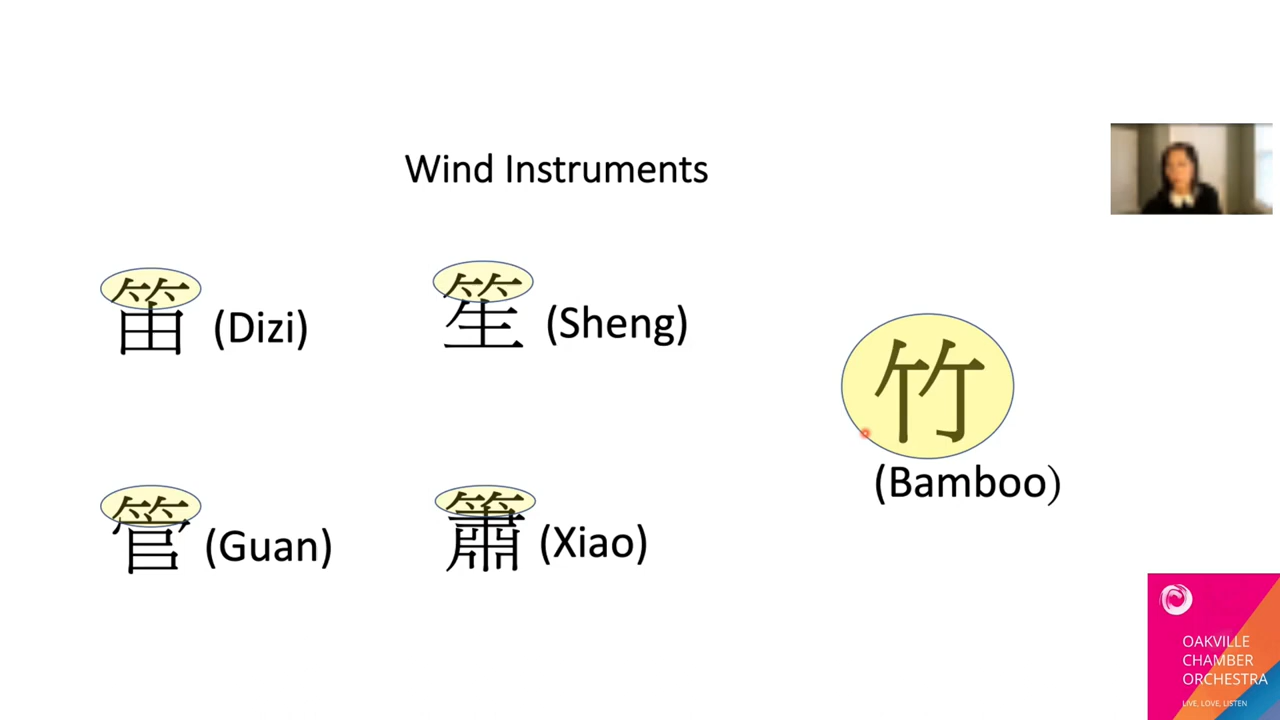 Wind Instruments
笛 (Dizi)
笙 (Sheng)
竹
(Bamboo)
管 (Guan)
簫 (Xiao)
OAKVILLE
CHAMBER
ORCHESTRA
LIVE, LOVE, LISTEN